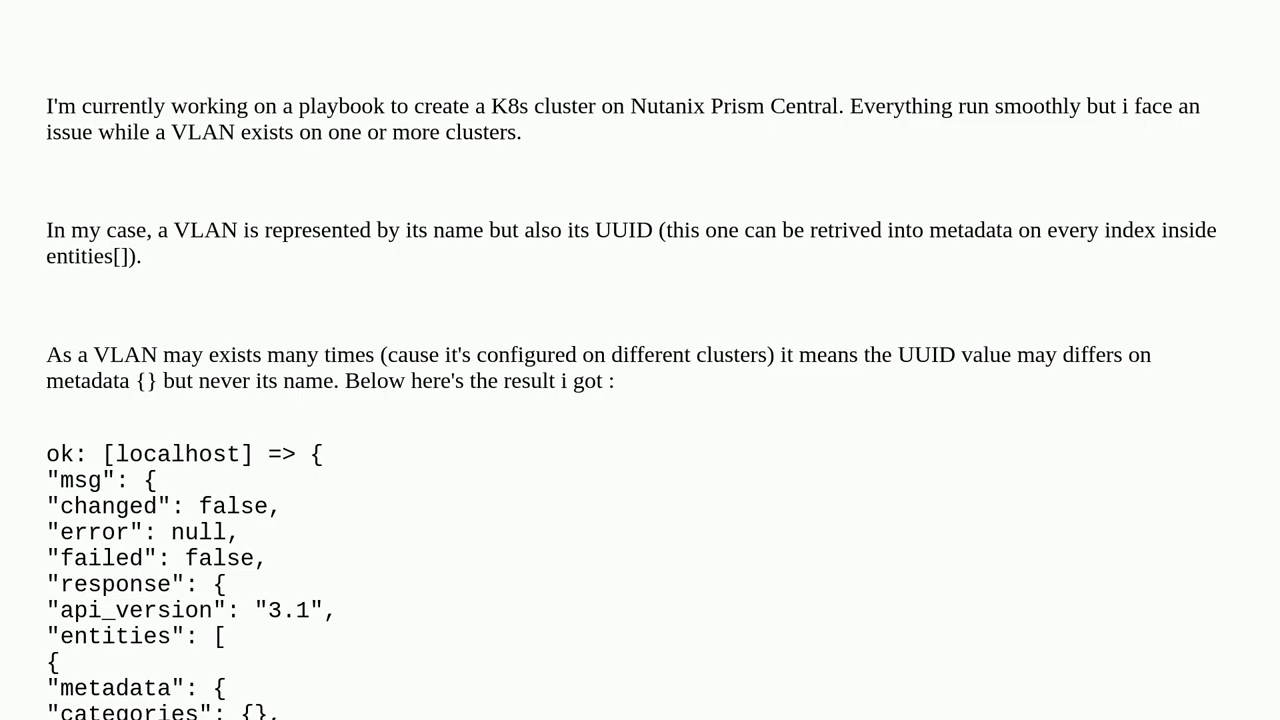 I'm currently working on a playbook to create a K8s cluster on Nutanix Prism Central. Everything run smoothly but i face an
issue while a VLAN exists on one or more clusters.
In my case, a VLAN is represented by its name but also its UUID (this one can be retrived into metadata on every index inside
entities[]).
As a VLAN may exists many times (cause it's configured on different clusters) it means the UUID value may differs on
metadata {} but never its name. Below here's the result i got :
ok: [localhost] => {
"msg": {
"changed": false,
"error": null,
"failed": false,
"response": {
"api_version": "3.1",
"entities": [
{
"metadata": {
"categories": {},